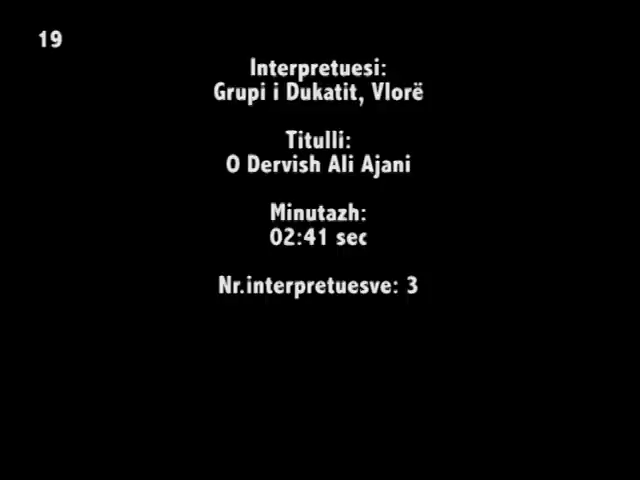 19
Interpretuesi:
Grupi i Dukatit, Vlorë
Titulli:
O Dervish Ali Ajani
Minutazh:
02:41 sec
Nr.interpretuesve: 3